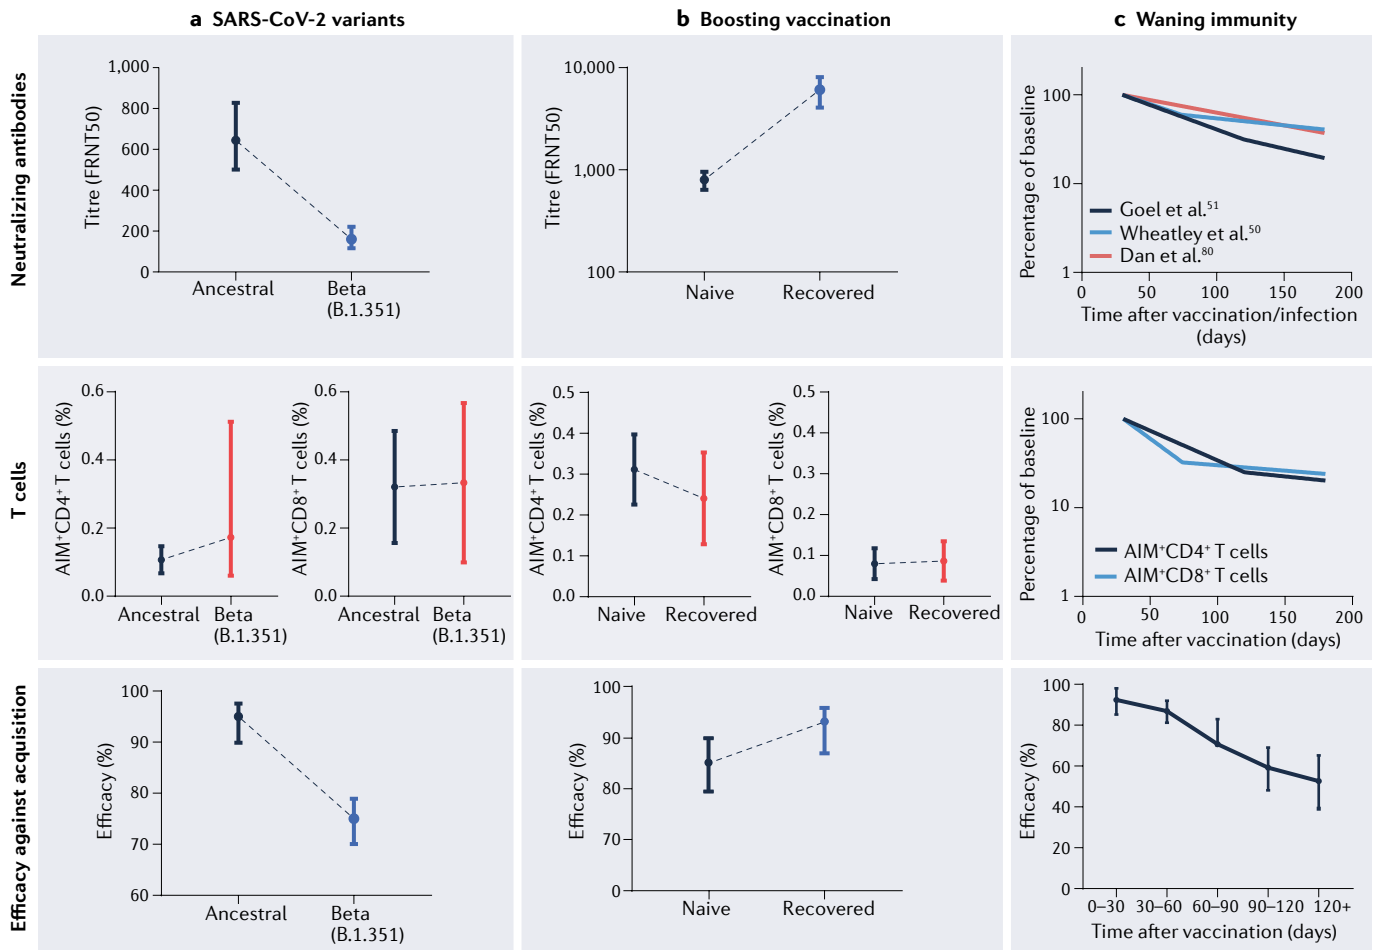 a SARS-CoV-2 variants
b Boosting vaccination
c Waning immunity
Neutralizing antibodies
Titre (FRNT50)
1,000
800
600
400
200
0
Ancestral
Beta
(B.1.351)
Titre (FRNT50)
10,000
1,000
100
Naive
Recovered
Percentage of baseline
100
10
1
Goel et al.51
Wheatley et al.50
Dan et al.80
0
50
100
150
200
Time after vaccination/infection
(days)
T cells
AIM+CD4+ T cells (%)
0.6
0.4
0.2
0.0
Ancestral
Beta
(B.1.351)
AIM+CD8+ T cells (%)
0.6
0.4
0.2
0.0
Ancestral
Beta
(B.1.351)
AIM+CD4+ T cells (%)
0.5
0.4
0.3
0.2
0.1
0.0
Naive
Recovered
AIM+CD8+ T cells (%)
0.5
0.4
0.3
0.2
0.1
0.0
Naive
Recovered
Percentage of baseline
100
10
1
AIM+CD4+ T cells
AIM+CD8+ T cells
0
50
100
150
200
Time after vaccination (days)
Efficacy against acquisition
Efficacy (%)
100
90
80
70
60
Ancestral
Beta
(B.1.351)
Efficacy (%)
100
90
80
70
0
Naive
Recovered
Efficacy (%)
100
80
60
40
20
0
0–30
30–60
60–90
90–120
120+
Time after vaccination (days)